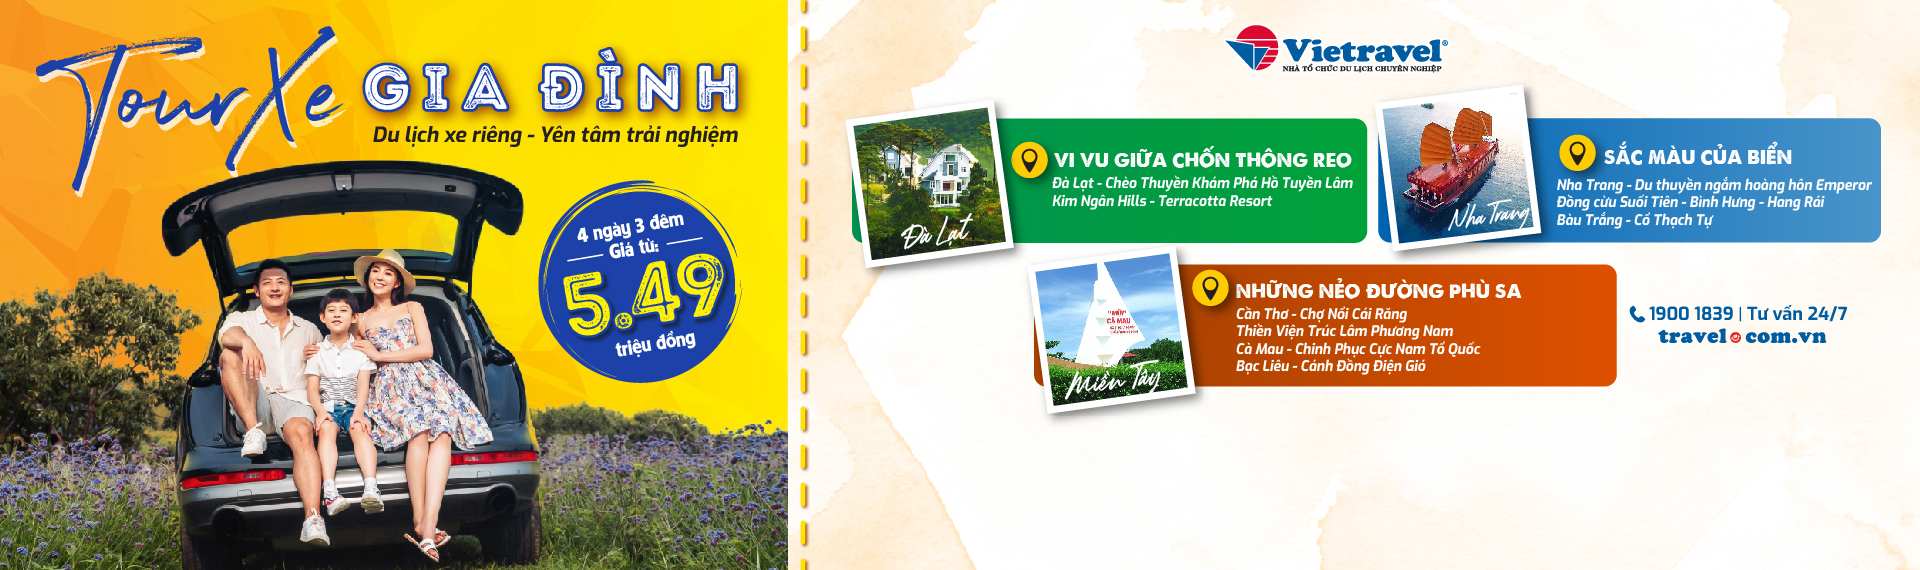 Tour Xe GIA ĐÌNH
Du lịch xe riêng - Yên tâm trải nghiệm
4 ngày 3 đêm
Giá từ:
5.49
triệu đồng
Vietravel®
NHÀ TỔ CHỨC DU LỊCH CHUYÊN NGHIỆP
Đà Lạt
VI VU GIỮA CHỐN THÔNG REO
Đà Lạt - Chèo Thuyền Khám Phá Hồ Tuyền Lâm
Kim Ngân Hills - Terracotta Resort
Nha Trang
SẮC MÀU CỦA BIỂN
Nha Trang - Du thuyền ngắm hoàng hôn Emperor
Đồng cừu Suối Tiên - Bình Hưng - Hang Rái
Bàu Trắng - Cổ Thạch Tự
"MŨI"
CÀ MAU
Miền Tây
NHỮNG NẺO ĐƯỜNG PHÙ SA
Cần Thơ - Chợ Nổi Cái Răng
Thiền Viện Trúc Lâm Phương Nam
Cà Mau - Chinh Phục Cực Nam Tổ Quốc
Bạc Liêu - Cánh Đồng Điện Gió
1900 1839 | Tư vấn 24/7
travel.com.vn